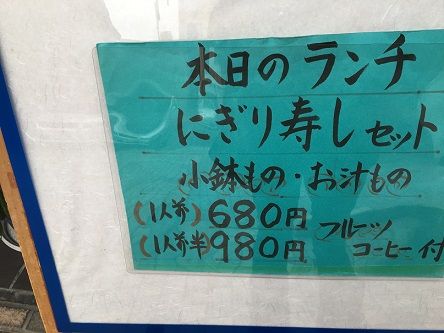 本日のランチ
にぎり寿しセット
小鉢もの・お汁もの
(1人前)680円
(1人前半)980円
フルーツ
コーヒー付